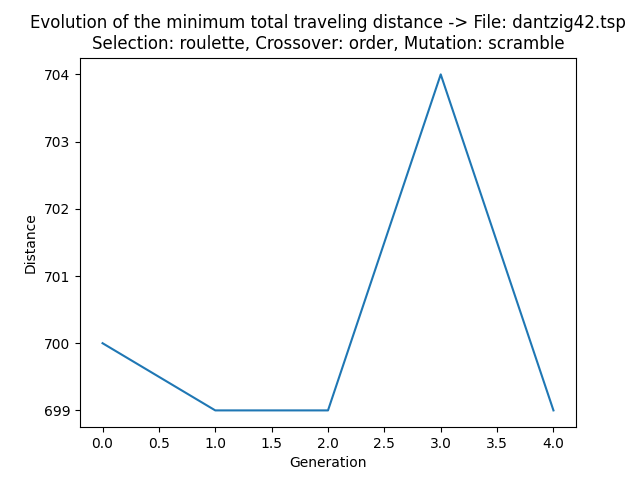 Evolution of the minimum total traveling distance -> File: dantzig42.tsp
Selection: roulette, Crossover: order, Mutation: scramble
704
703
702
701
700
699
Distance
0.0 0.5 1.0 1.5 2.0 2.5 3.0 3.5 4.0
Generation